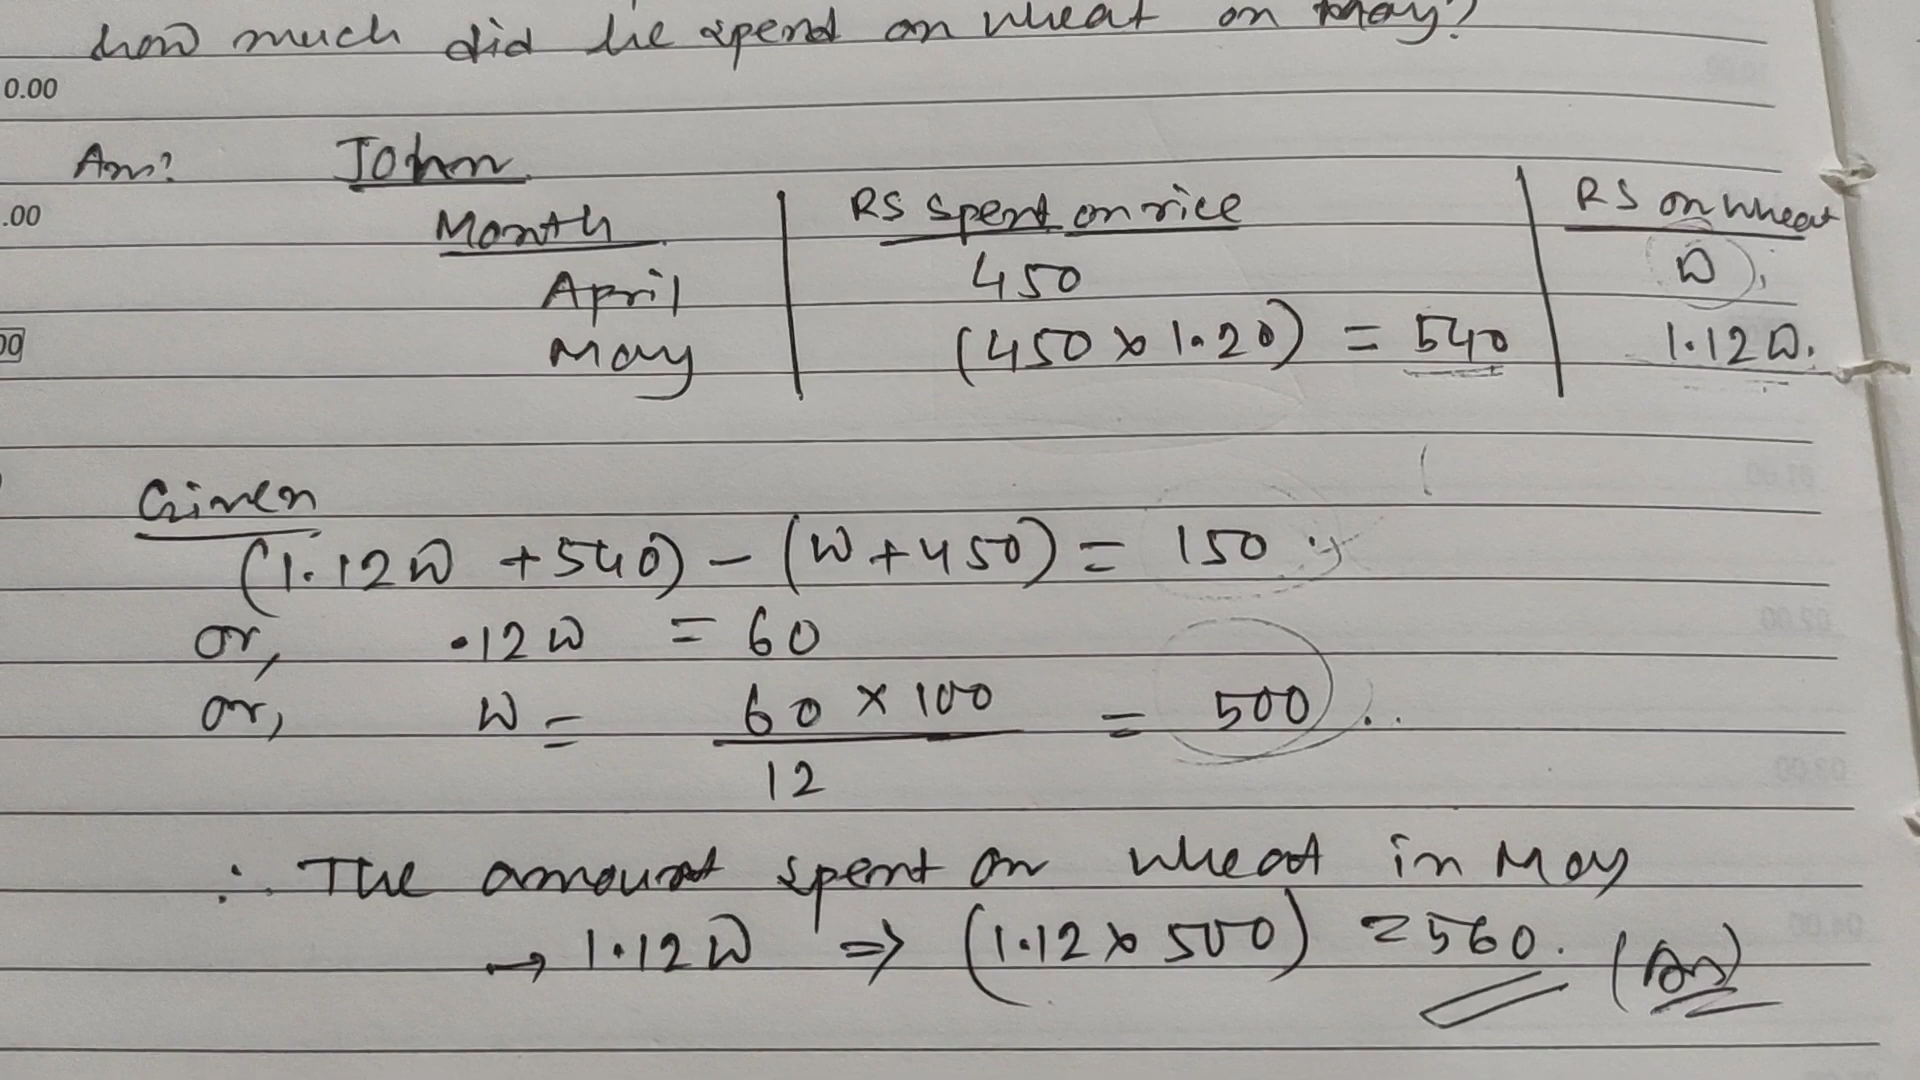 how much did he spend on wheat on May?
0.00
Ans? John
.00
Month RS spent on rice RS on wheat
April 450 W
May (450 x 1.20) = 540 1.12W.
00
Given
(1.12W + 540) - (W + 450) = 150
or, .12W = 60
or, W = 60 x 100 = 500
12
∴ The amount spent on wheat in May
→ 1.12W ⇒ (1.12 x 500) = 560. (Ans)